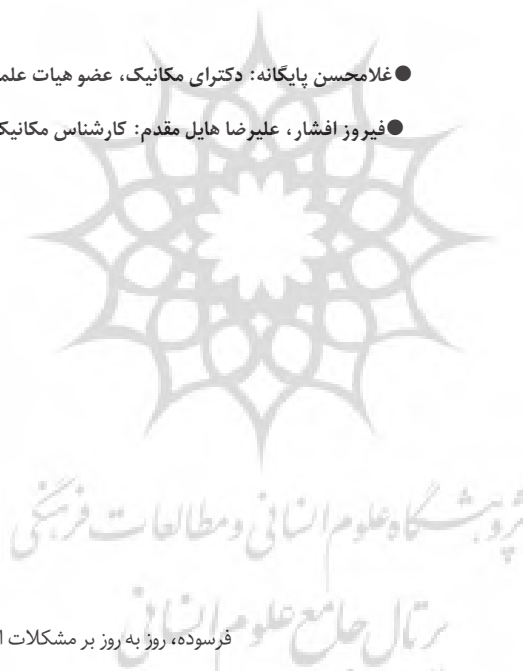 ●غلامحسن پایگانه: دکترای مکانیک، عضو هیات علم
●فیروز افشار، علیرضا هایل مقدم: کارشناس مکانیک
پژوهشگاه علوم انسانی و مطالعات فرهنگی
پرتال جامع علوم انسانی
فرسوده، روز به روز بر مشکلات ا